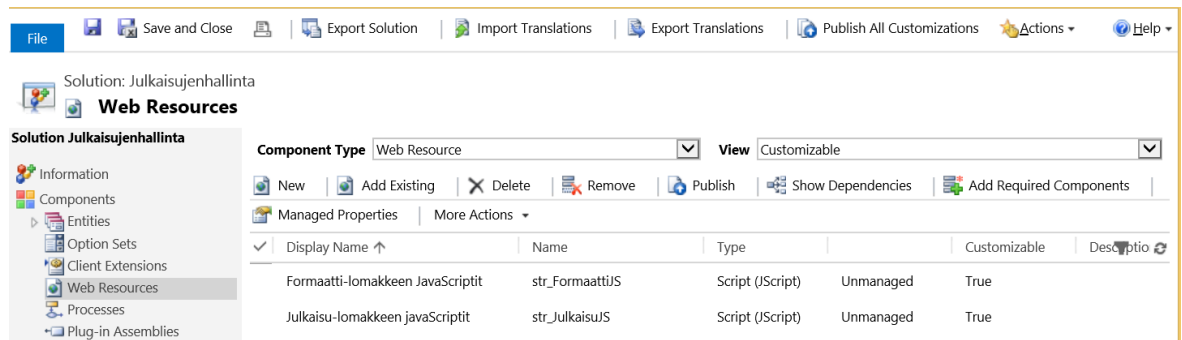 File Save and Close Export Solution Import Translations Export Translations Publish All Customizations Actions Help
Solution: Julkaisujenhallinta
Web Resources
Solution Julkaisujenhallinta
Information
Components
Entities
Option Sets
Client Extensions
Web Resources
Processes
Plug-in Assemblies
Component Type Web Resource View Customizable
New Add Existing Delete Remove Publish Show Dependencies Add Required Components
Managed Properties More Actions
Display Name Name Type Customizable
Formaatti-lomakkeen JavaScriptit str_FormaattiJS Script (JScript) Unmanaged True
Julkaisu-lomakkeen javaScriptit str_JulkaisuJS Script (JScript) Unmanaged True